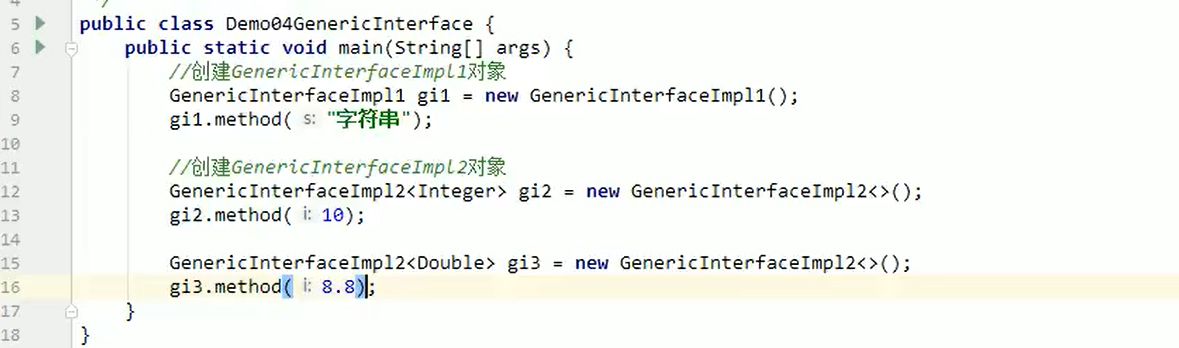 4 */
5 public class Demo04GenericInterface {
6 public static void main(String[] args) {
7 //创建GenericInterfaceImpl1对象
8 GenericInterfaceImpl1 gi1 = new GenericInterfaceImpl1();
9 gi1.method( s: "字符串");
10
11 //创建GenericInterfaceImpl2对象
12 GenericInterfaceImpl2<Integer> gi2 = new GenericInterfaceImpl2<>();
13 gi2.method( i: 10);
14
15 GenericInterfaceImpl2<Double> gi3 = new GenericInterfaceImpl2<>();
16 gi3.method( i: 8.8);
17 }
18 }